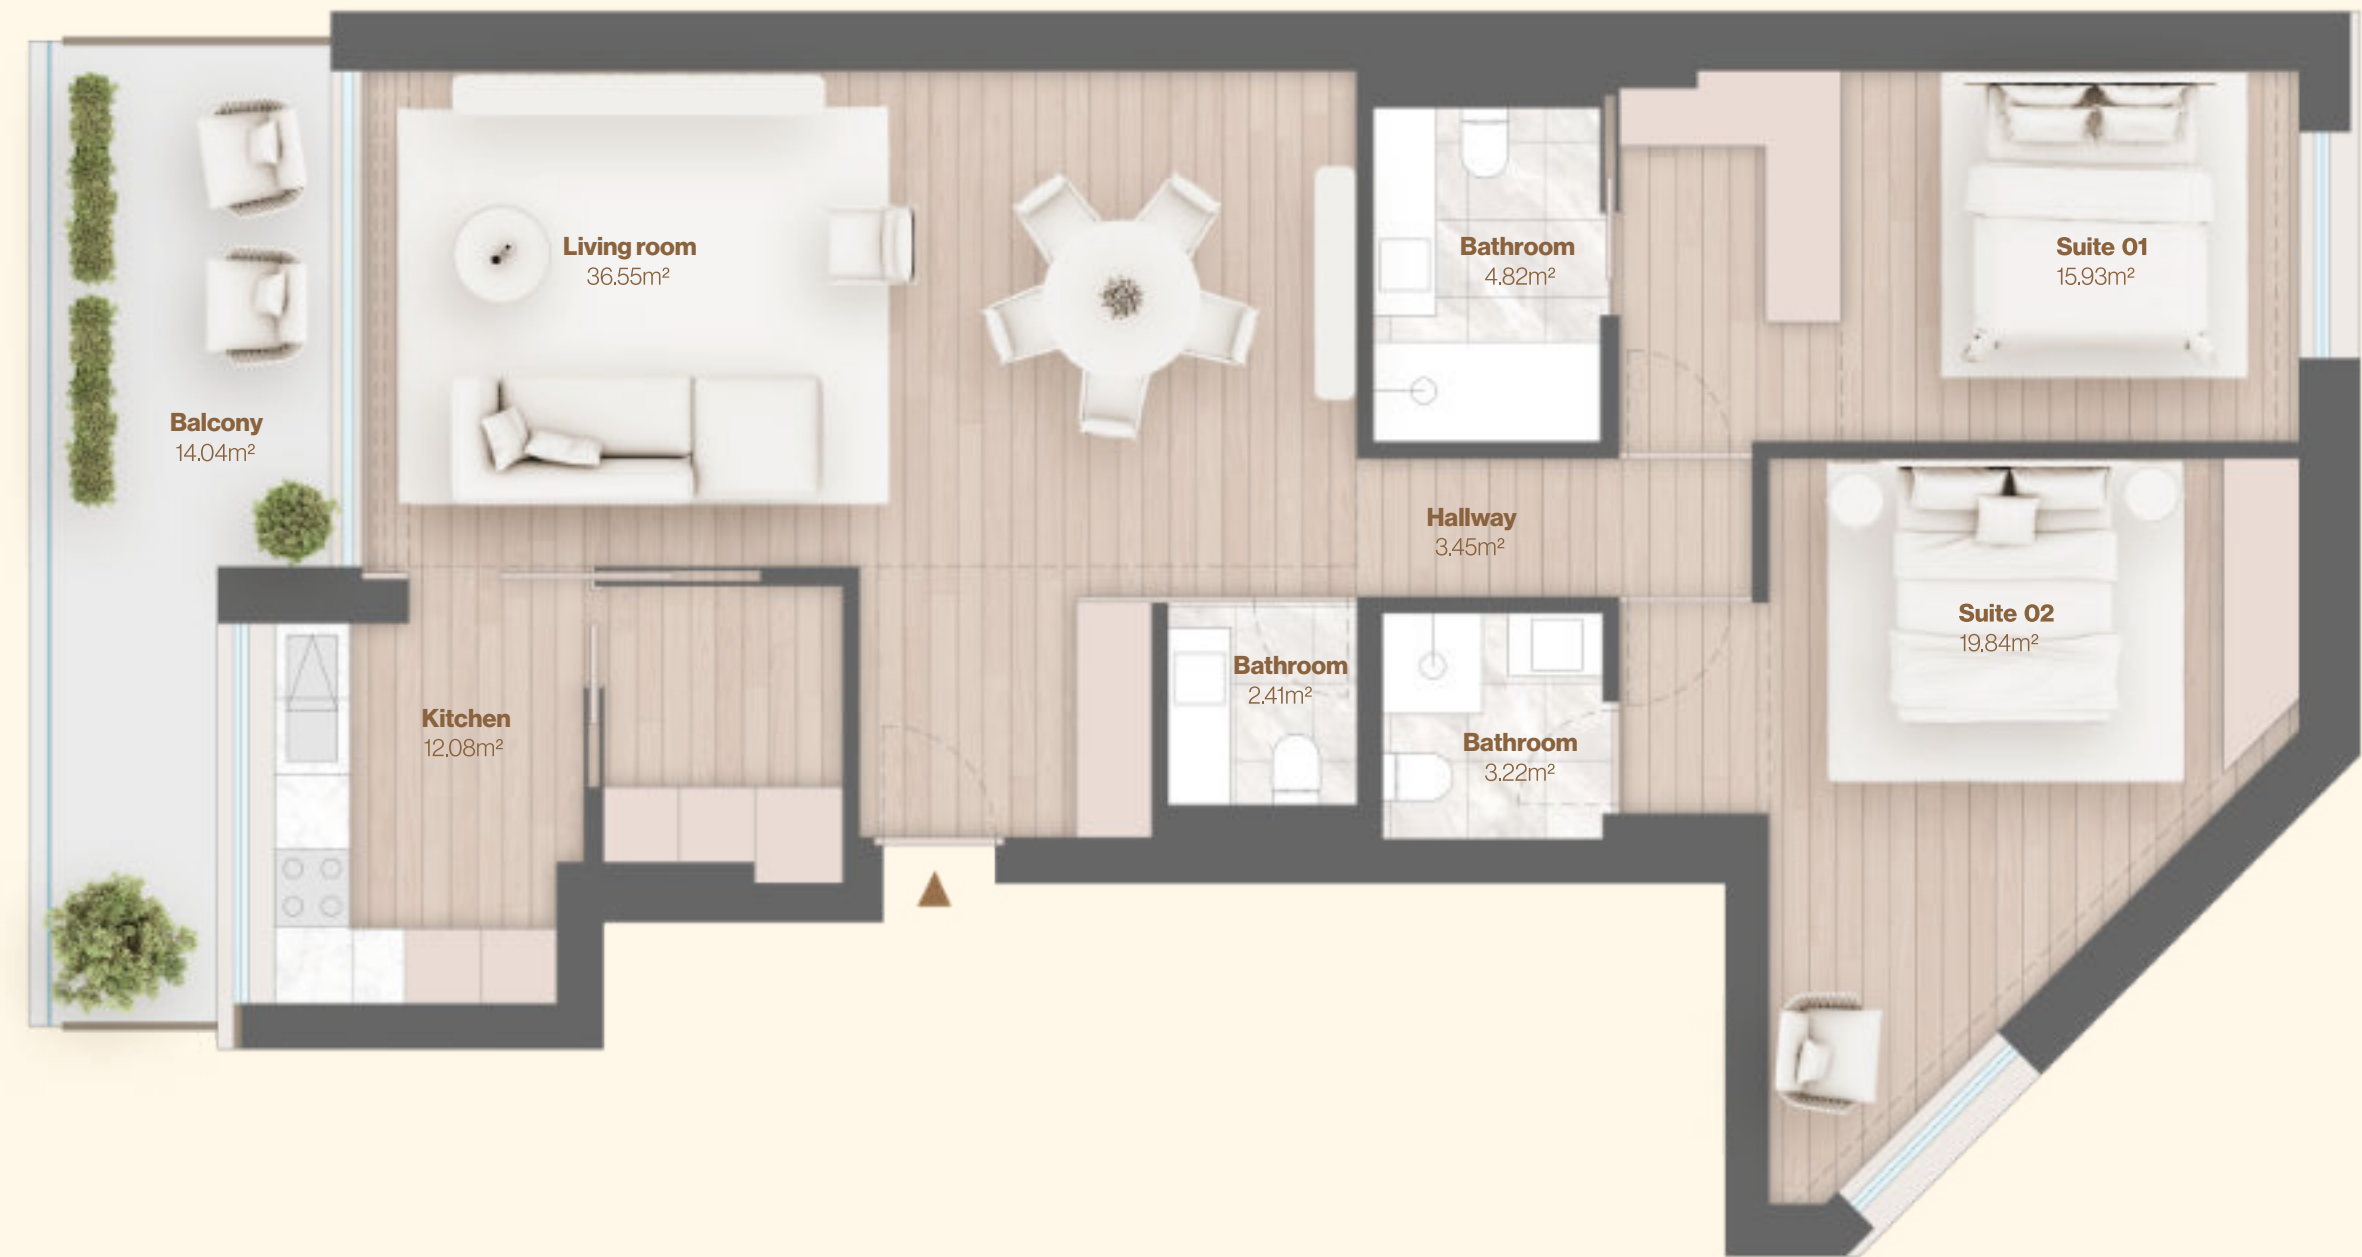 Living room
36.55m²
Bathroom
4.82m²
Suite 01
15.93m²
Balcony
14.04m²
Hallway
3.45m²
Suite 02
19.84m²
Bathroom
2.41m²
Kitchen
12.08m²
Bathroom
3.22m²